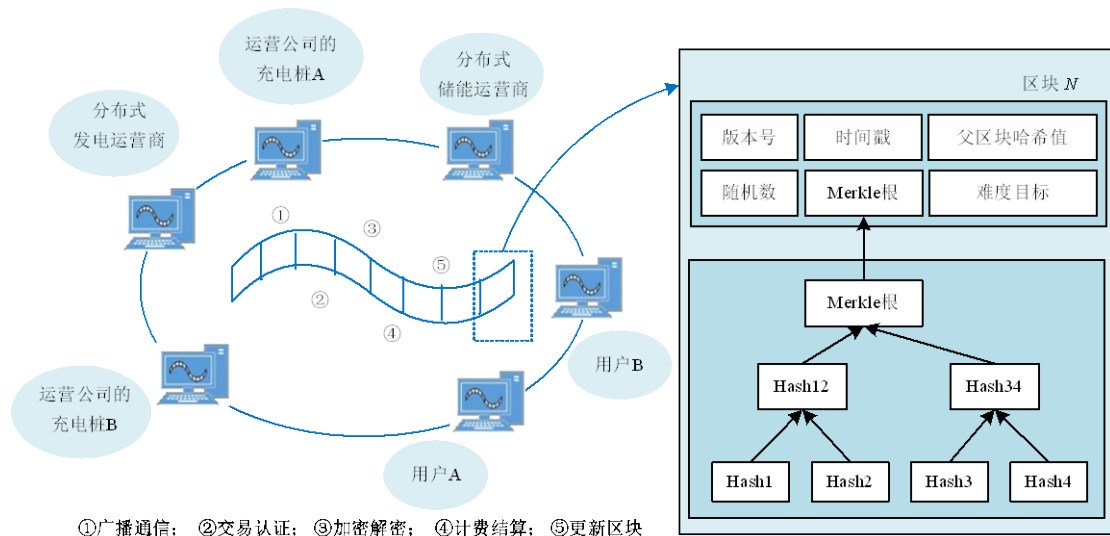 运营公司的
充电桩A
分布式
储能运营商
分布式
发电运营商
①
③
⑤
②
④
用户B
运营公司的
充电桩B
用户A
①广播通信; ②交易认证; ③加密解密; ④计费结算; ⑤更新区块
区块 N
版本号
时间戳
父区块哈希值
随机数
Merkle根
难度目标
Merkle根
Hash12
Hash34
Hash1
Hash2
Hash3
Hash4